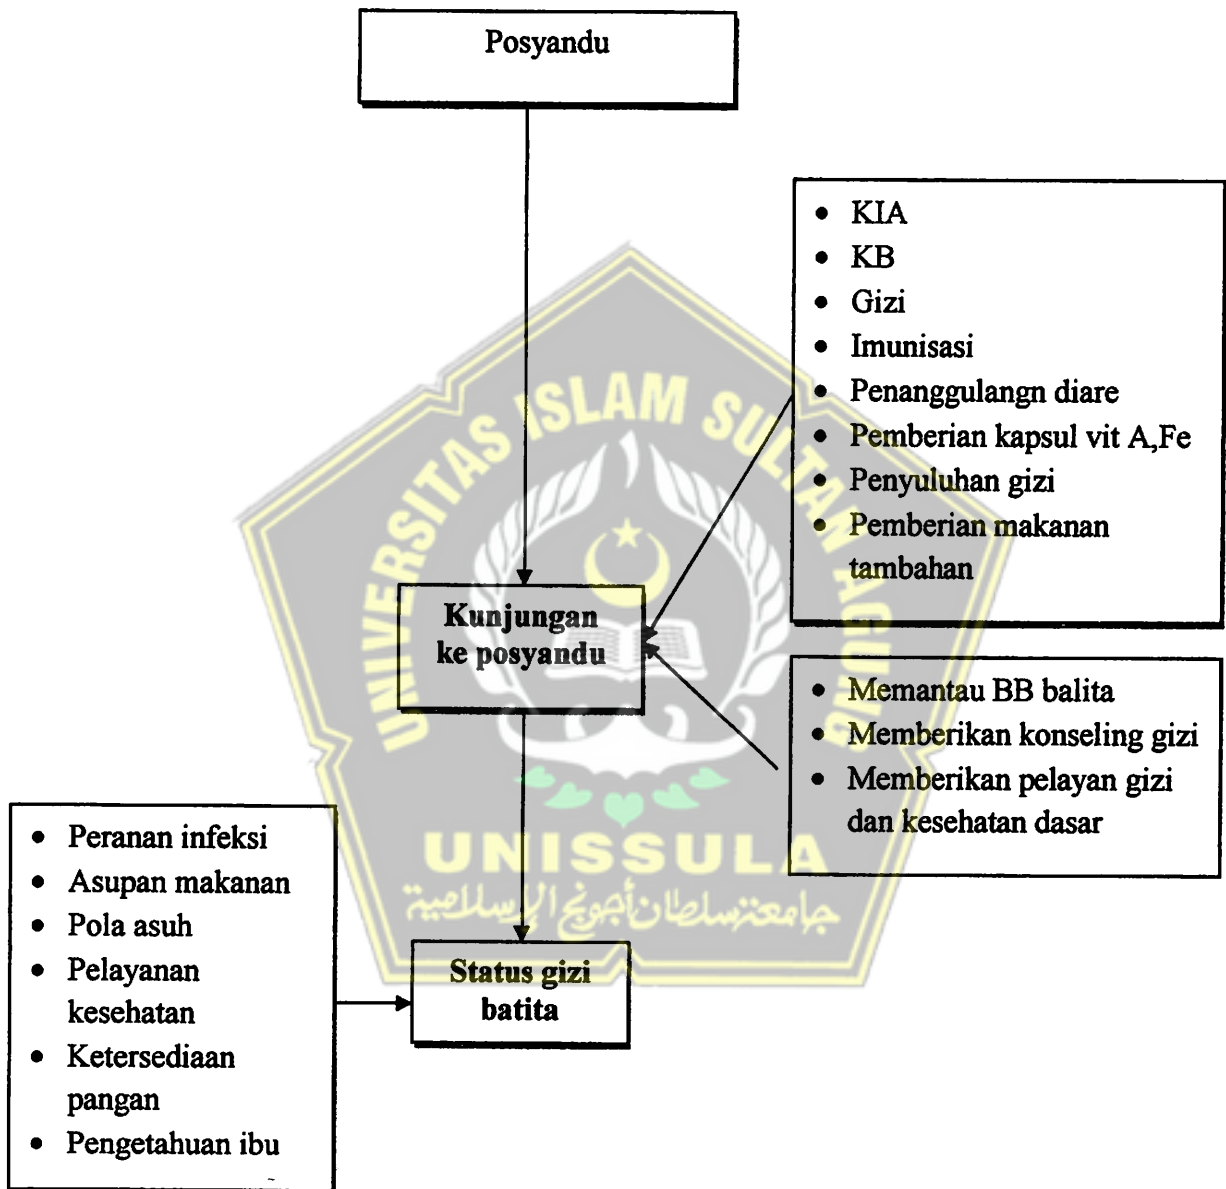 Posyandu
• KIA
• KB
• Gizi
• Imunisasi
• Penanggulangn diare
• Pemberian kapsul vit A,Fe
• Penyuluhan gizi
• Pemberian makanan
tambahan
Kunjungan
ke posyandu
• Memantau BB balita
• Memberikan konseling gizi
• Memberikan pelayan gizi
dan kesehatan dasar
• Peranan infeksi
• Asupan makanan
• Pola asuh
• Pelayanan
kesehatan
• Ketersediaan
pangan
• Pengetahuan ibu
Status gizi
batita
UNIVERSITAS ISLAM SULTAN AGUNG
UNISSULA
جامعة سلطان أجونج الإسلامية